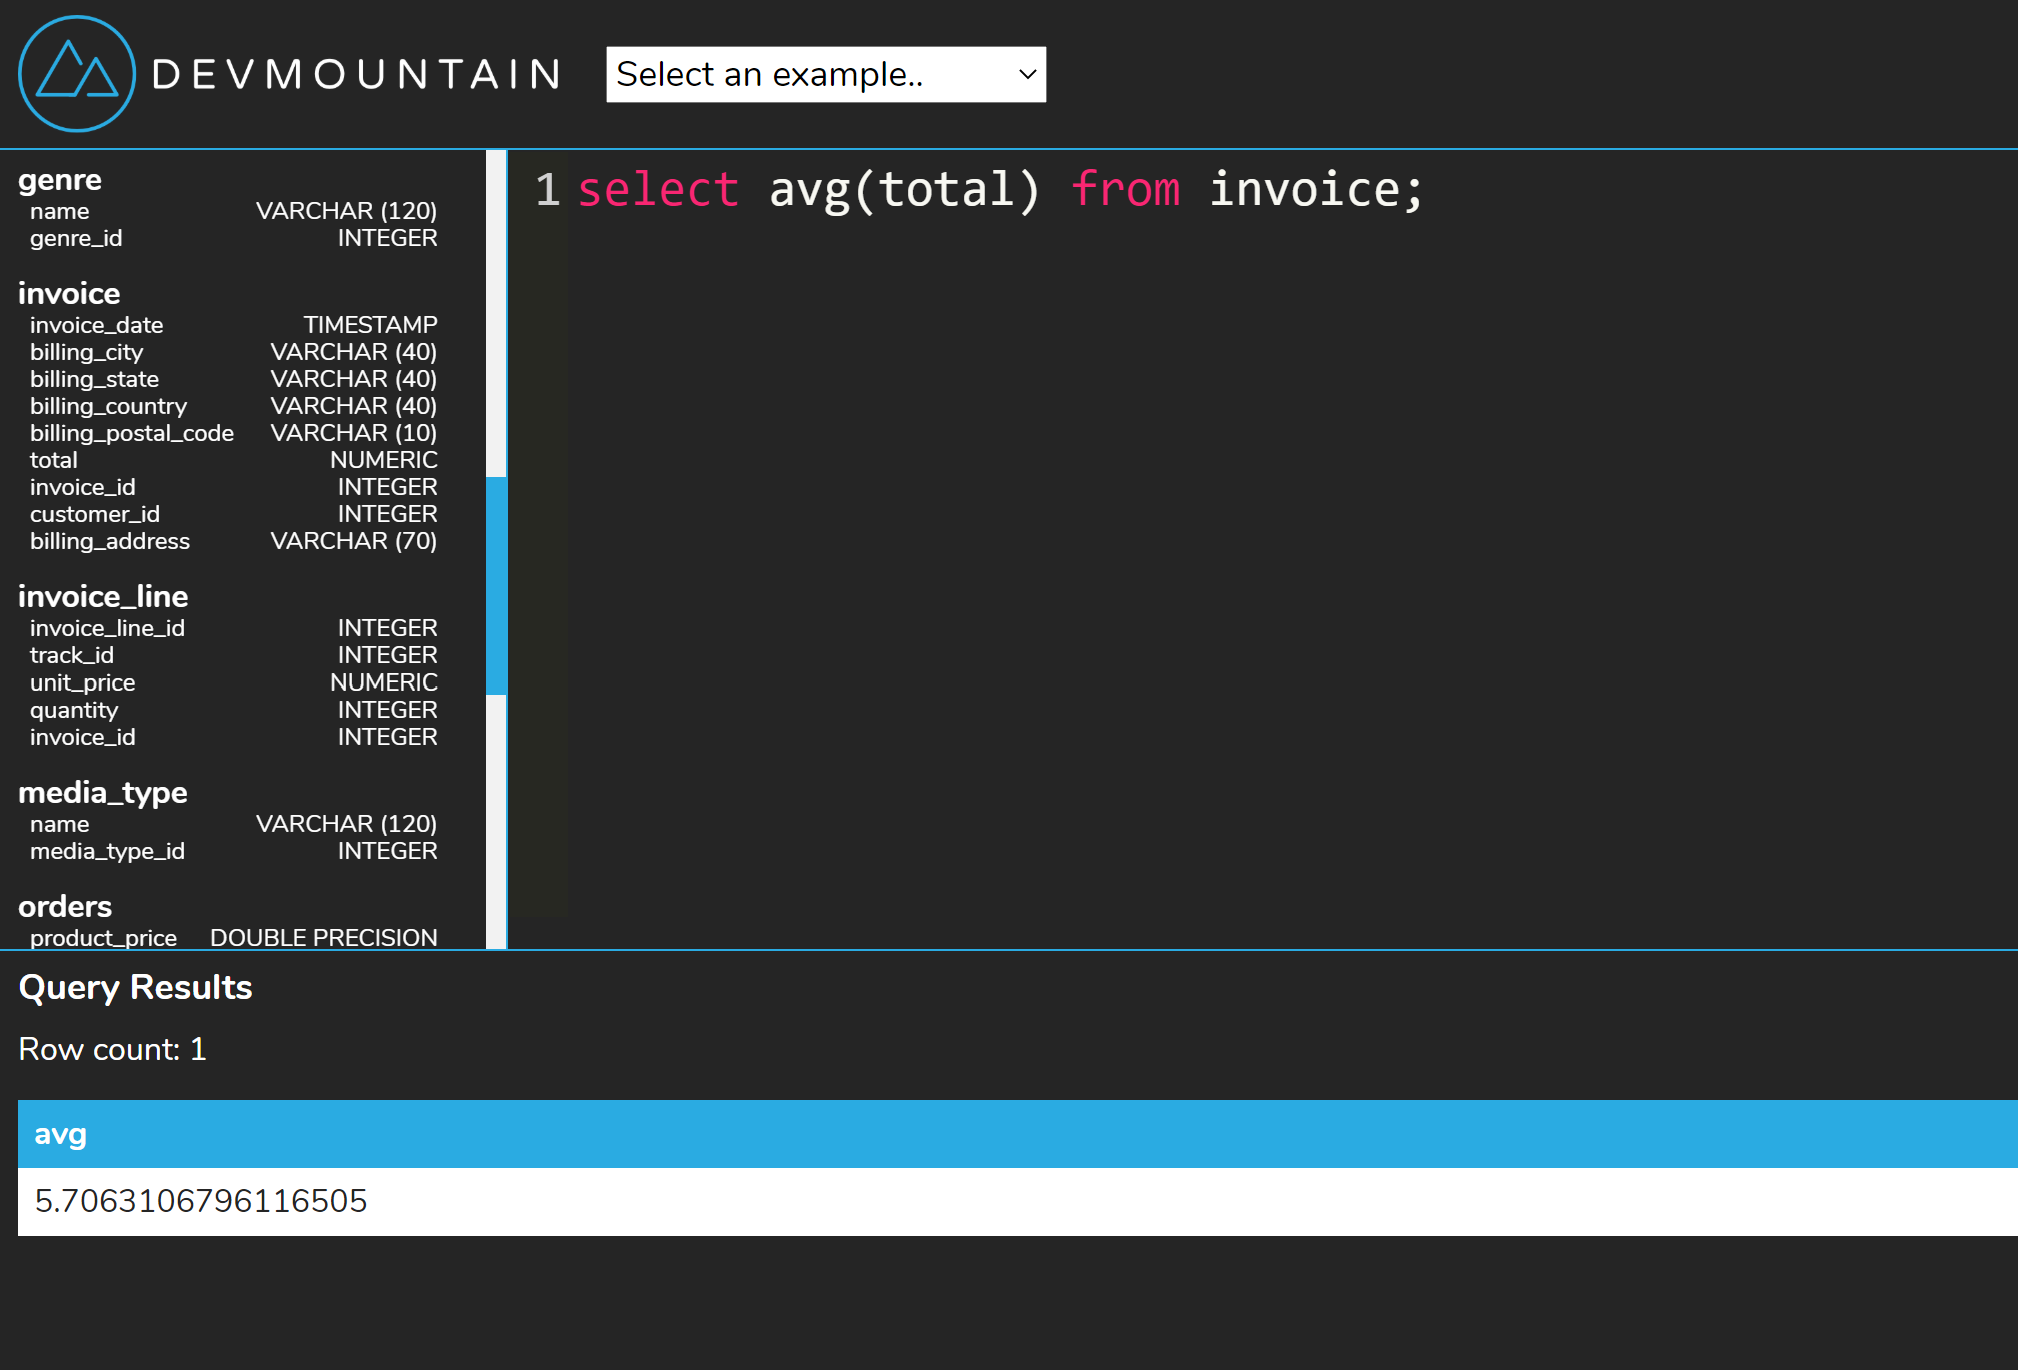 DEVMOUNTAIN
Select an example..
genre
name VARCHAR (120)
genre_id INTEGER
invoice
invoice_date TIMESTAMP
billing_city VARCHAR (40)
billing_state VARCHAR (40)
billing_country VARCHAR (40)
billing_postal_code VARCHAR (10)
total NUMERIC
invoice_id INTEGER
customer_id INTEGER
billing_address VARCHAR (70)
invoice_line
invoice_line_id INTEGER
track_id INTEGER
unit_price NUMERIC
quantity INTEGER
invoice_id INTEGER
media_type
name VARCHAR (120)
media_type_id INTEGER
orders
product_price DOUBLE PRECISION
1 select avg(total) from invoice;
Query Results
Row count: 1
avg
5.7063106796116505